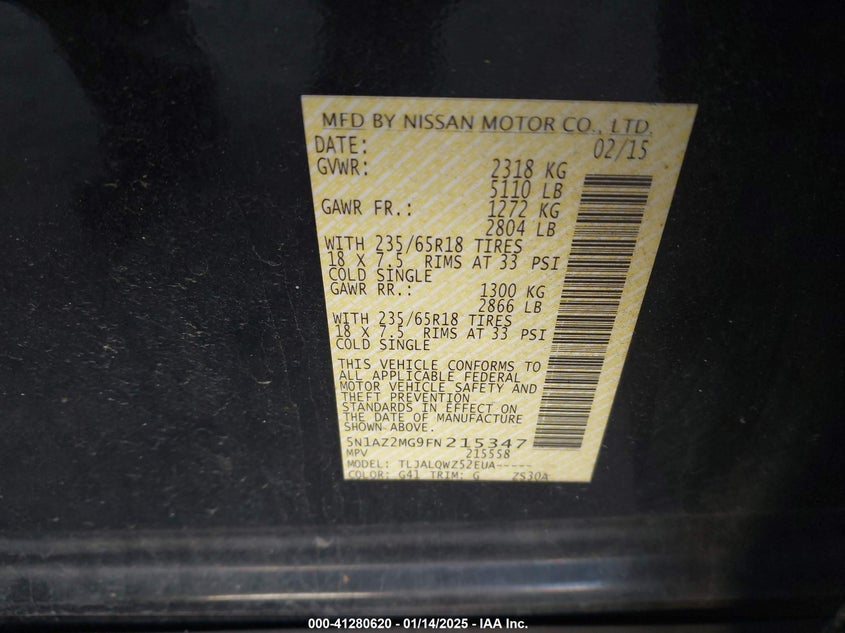 MFD BY NISSAN MOTOR CO., LTD.
DATE: 02/15
GVWR: 2318 KG
5110 LB
GAWR FR.: 1272 KG
2804 LB
WITH 235/65R18 TIRES
18 X 7.5 RIMS AT 33 PSI
COLD SINGLE
GAWR RR.: 1300 KG
2866 LB
WITH 235/65R18 TIRES
18 X 7.5 RIMS AT 33 PSI
COLD SINGLE
THIS VEHICLE CONFORMS TO
ALL APPLICABLE FEDERAL
MOTOR VEHICLE SAFETY AND
THEFT PREVENTION
STANDARDS IN EFFECT ON
THE DATE OF MANUFACTURE
SHOWN ABOVE.
5N1AZ2MG9FN215347
MPV 215558
MODEL: TLJALQWZ52EUA-----
COLOR: G41 TRIM: G ZS30A
000-41280620 - 01/14/2025 - IAA Inc.